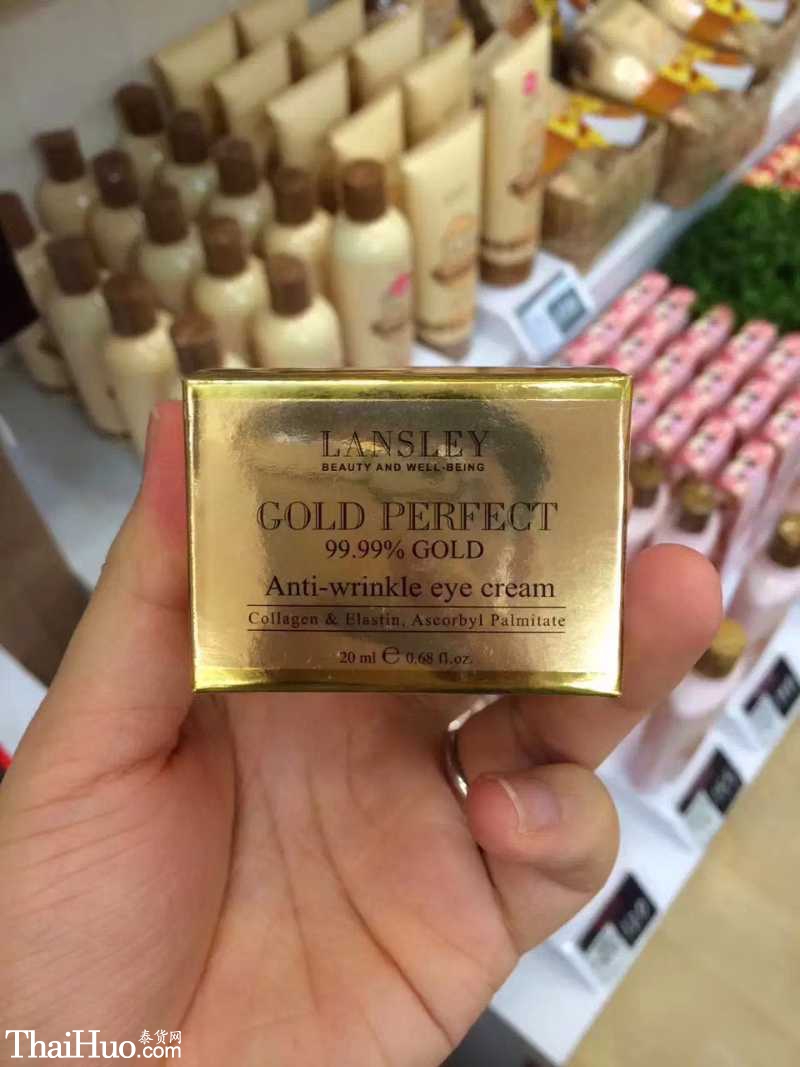 LANSLEY
BEAUTY AND WELL-BEING
GOLD PERFECT
99.99% GOLD
Anti-wrinkle eye cream
Collagen & Elastin, Ascorbyl Palmitate
20 ml ℮ 0.68 fl.oz.
ThaiHuo泰货网.com